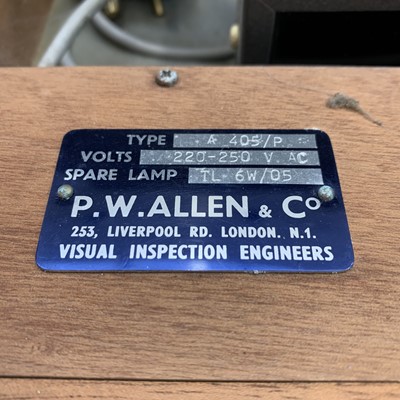 TYPE A 405/P
VOLTS 220-250 V. AC
SPARE LAMP TL 6W/05
P.W.ALLEN & Co
253, LIVERPOOL RD. LONDON. N.1.
VISUAL INSPECTION ENGINEERS